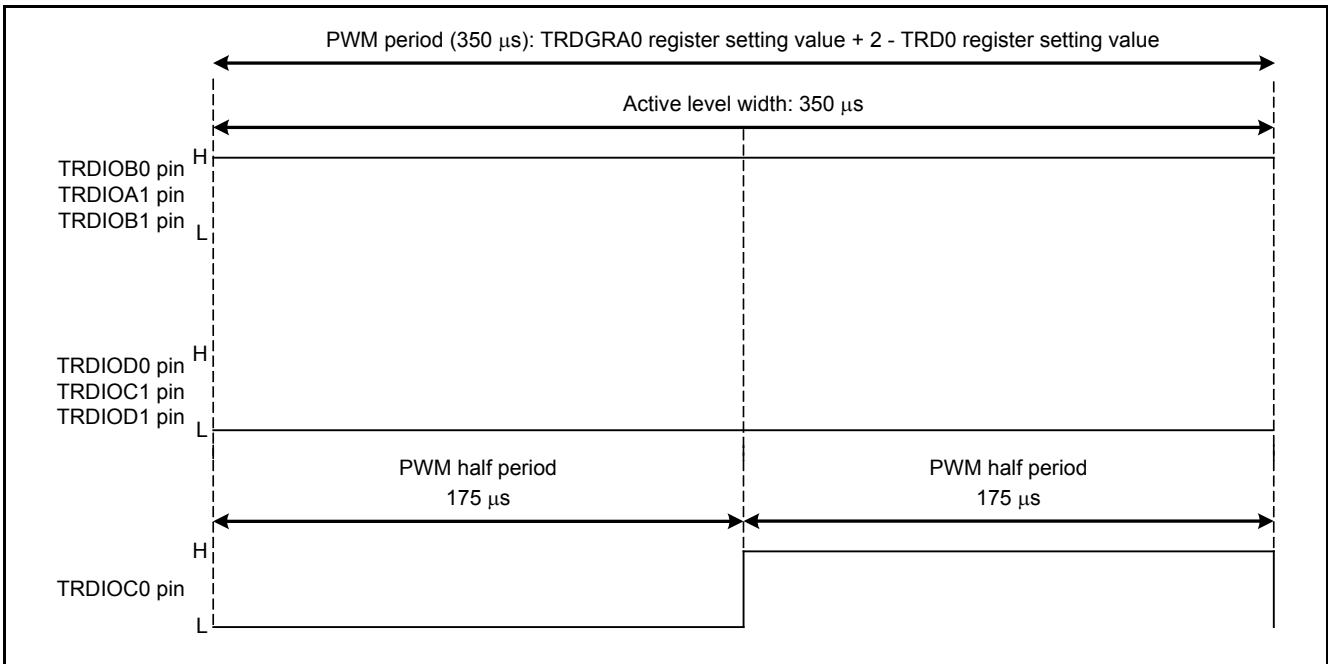 PWM period (350 μs): TRDGRA0 register setting value + 2 - TRD0 register setting value
Active level width: 350 μs
H
TRDIOB0 pin
TRDIOA1 pin
TRDIOB1 pin
L
H
TRDIOD0 pin
TRDIOC1 pin
TRDIOD1 pin
L
PWM half period
175 μs
PWM half period
175 μs
H
TRDIOC0 pin
L